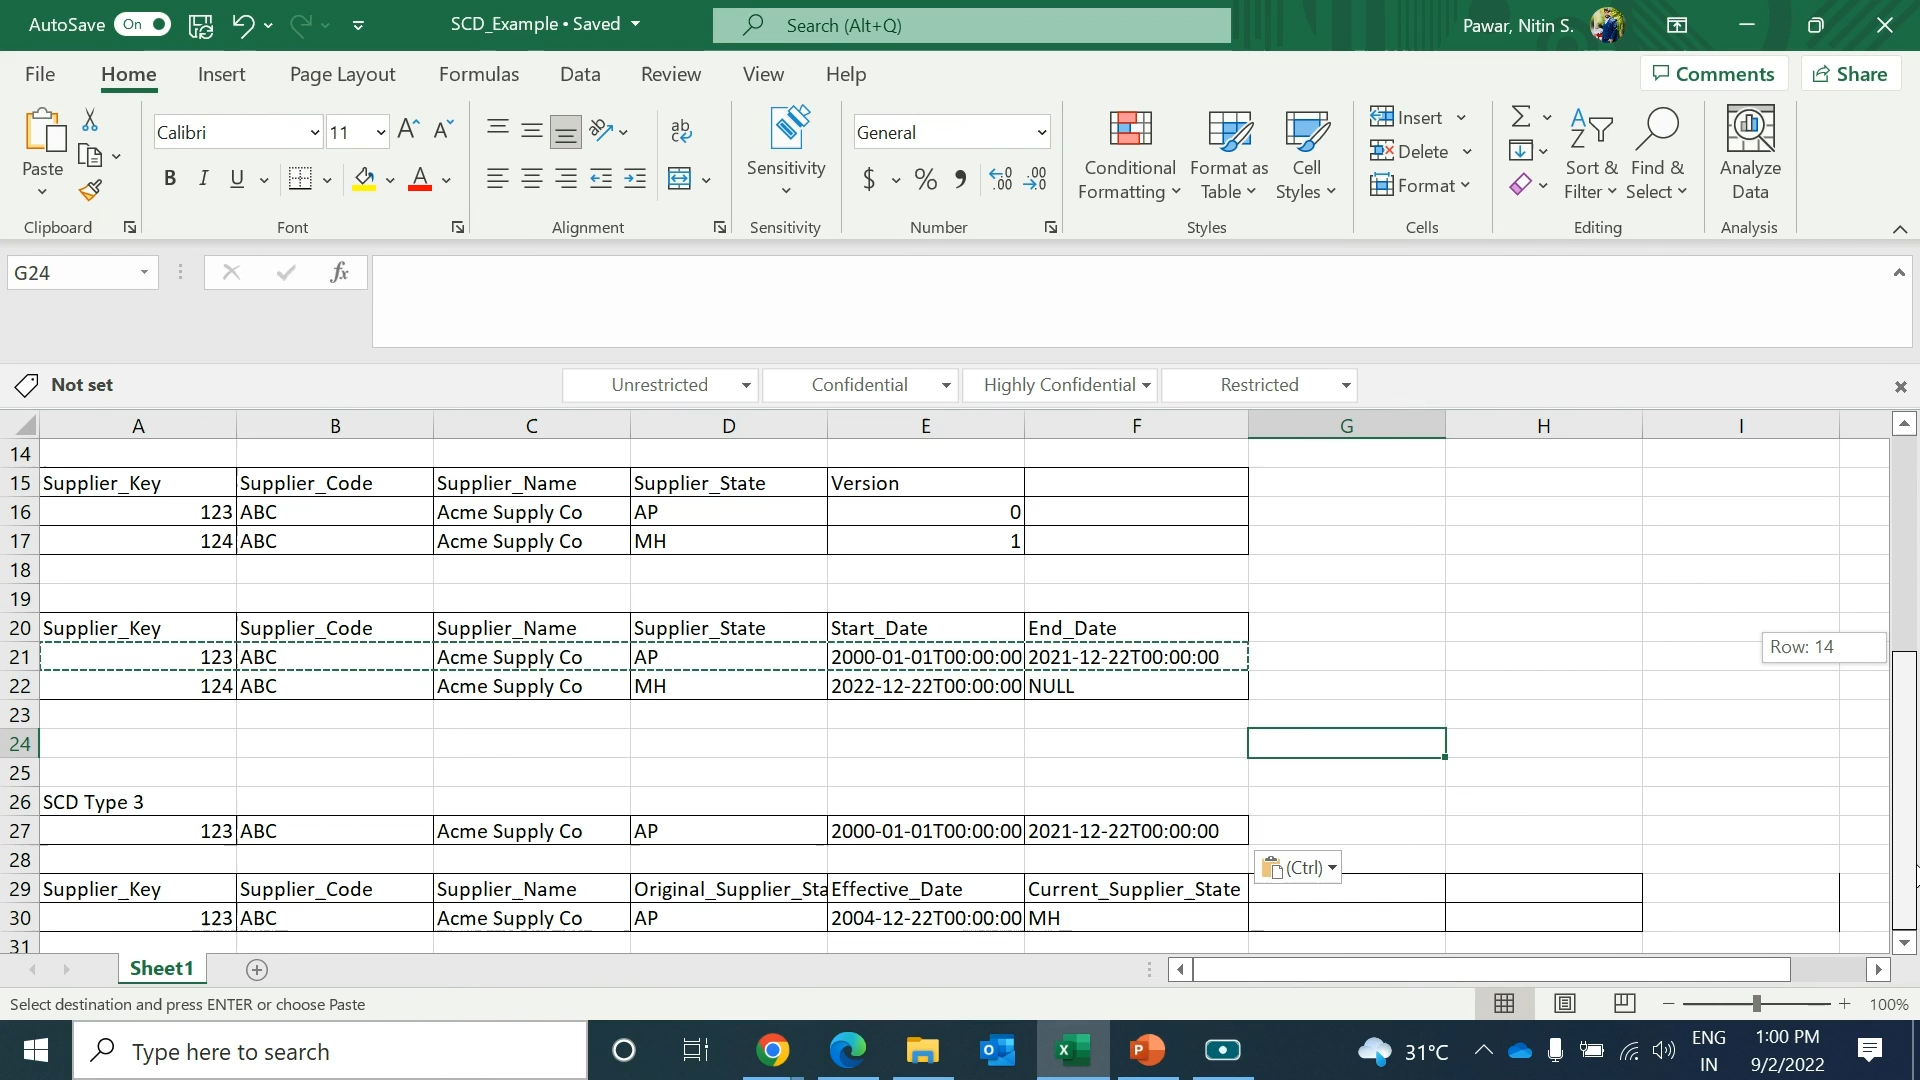 AutoSave On SCD_Example • Saved Search (Alt+Q) Pawar, Nitin S.
File Home Insert Page Layout Formulas Data Review View Help Comments Share
Paste
Clipboard
Calibri 11
B I U A
Font
ab
Alignment
Sensitivity
Sensitivity
General
$ % , .00 .00
Number
Conditional Formatting
Format as Table
Cell Styles
Styles
Insert
Delete
Format
Cells
Sort & Filter
Find & Select
Editing
Analyze Data
Analysis
G24 fx
Not set Unrestricted Confidential Highly Confidential Restricted
A B C D E F G H I
14
15 Supplier_Key Supplier_Code Supplier_Name Supplier_State Version
16 123 ABC Acme Supply Co AP 0
17 124 ABC Acme Supply Co MH 1
18
19
20 Supplier_Key Supplier_Code Supplier_Name Supplier_State Start_Date End_Date
21 123 ABC Acme Supply Co AP 2000-01-01T00:00:00 2021-12-22T00:00:00
Row: 14
22 124 ABC Acme Supply Co MH 2022-12-22T00:00:00 NULL
23
24
25
26 SCD Type 3
27 123 ABC Acme Supply Co AP 2000-01-01T00:00:00 2021-12-22T00:00:00
28 (Ctrl)
29 Supplier_Key Supplier_Code Supplier_Name Original_Supplier_Sta Effective_Date Current_Supplier_State
30 123 ABC Acme Supply Co AP 2004-12-22T00:00:00 MH
31
Sheet1
Select destination and press ENTER or choose Paste 100%
Type here to search 31°C ENG IN 1:00 PM 9/2/2022